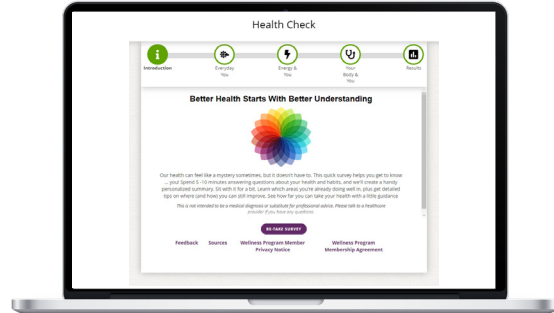 Health Check
Introduction
Everyday
You
Energy &
You
Your
Body &
You
Results
Better Health Starts With Better Understanding
Our health can feel like a mystery sometimes, but it doesn't have to. This quick survey helps you get to know
... you! Spend 5 -10 minutes answering questions about your health and habits, and we'll create a handy
personalized summary. Sit with it for a bit. Learn which areas you're already doing well in, plus get detailed
tips on where (and how) you can still improve. See how far you can take your health with a little guidance
This is not intended to be a medical diagnosis or substitute for professional advice. Please talk to a healthcare
provider if you have any questions.
RE-TAKE SURVEY
Feedback Sources Wellness Program Member Wellness Program
Privacy Notice Membership Agreement